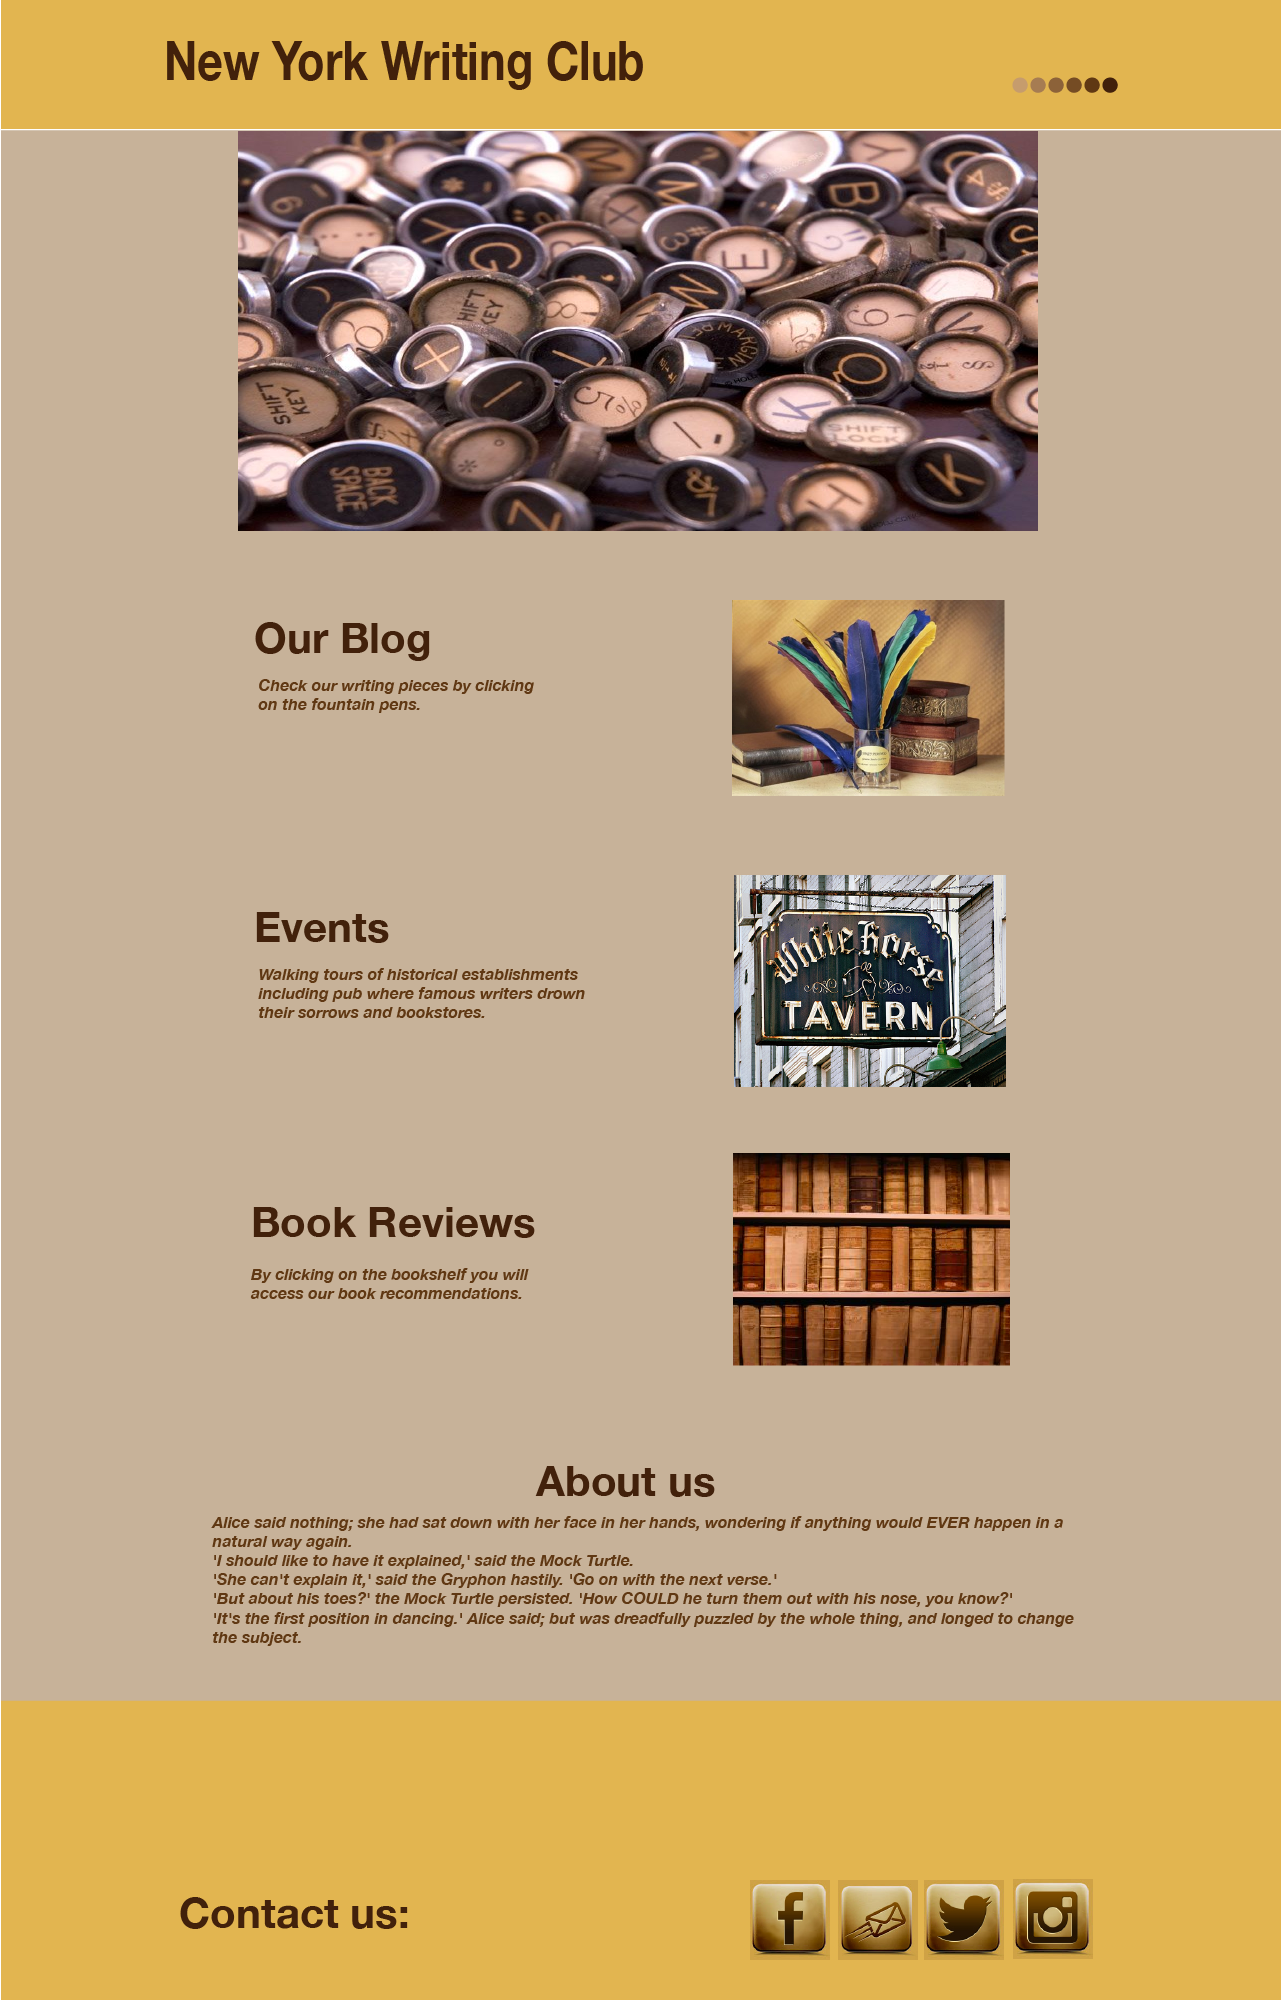 New York Writing Club
SHIFT KEY
BACK SPACE
SHIFT LOCK
Our Blog
Check our writing pieces by clicking
on the fountain pens.
Events
Walking tours of historical establishments
including pub where famous writers drown
their sorrows and bookstores.
White Horse
TAVERN
Book Reviews
By clicking on the bookshelf you will
access our book recommendations.
About us
Alice said nothing; she had sat down with her face in her hands, wondering if anything would EVER happen in a
natural way again.
'I should like to have it explained,' said the Mock Turtle.
'She can't explain it,' said the Gryphon hastily. 'Go on with the next verse.'
'But about his toes?' the Mock Turtle persisted. 'How COULD he turn them out with his nose, you know?'
'It's the first position in dancing.' Alice said; but was dreadfully puzzled by the whole thing, and longed to change
the subject.
Contact us: